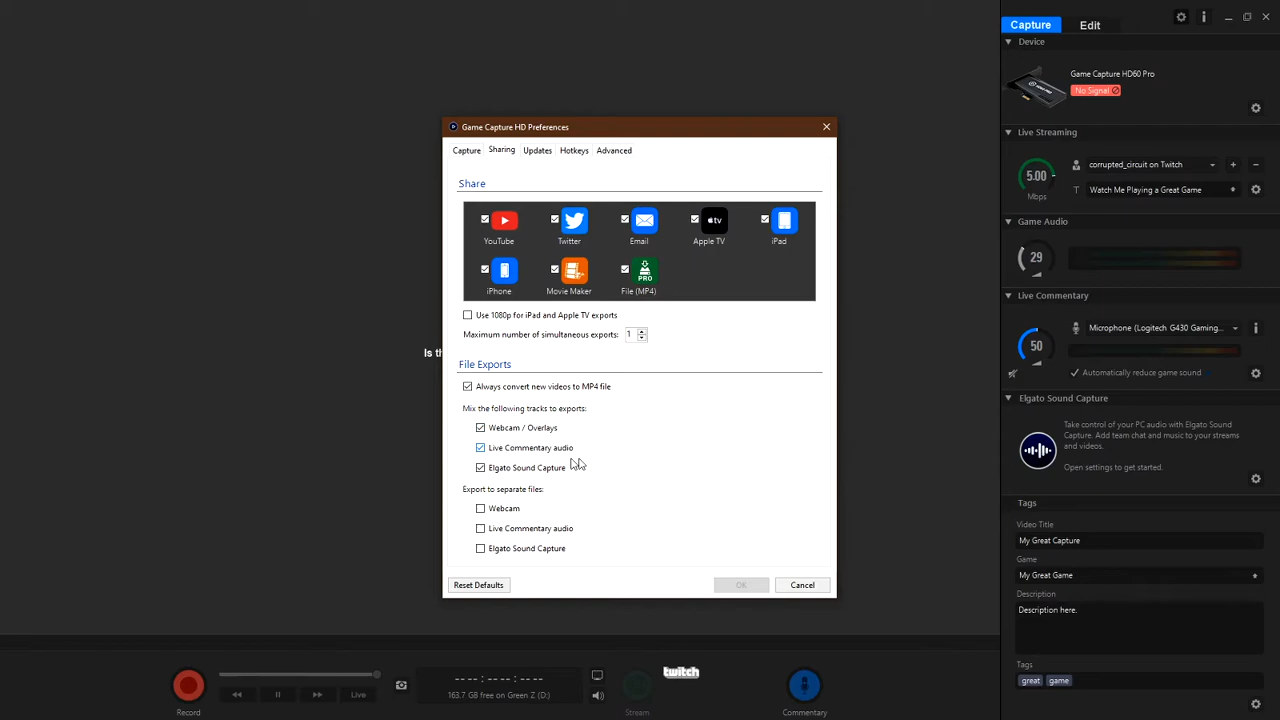 Capture Edit
Device
Game Capture HD60 Pro
No Signal
Live Streaming
5.00
Mbps
corrupted_circuit on Twitch
Watch Me Playing a Great Game
Game Audio
29
Live Commentary
50
Microphone (Logitech G430 Gaming...
Automatically reduce game sound
Elgato Sound Capture
Take control of your PC audio with Elgato Sound
Capture. Add team chat and music to your streams
and videos.
Open settings to get started.
Tags
Video Title
My Great Capture
Game
My Great Game
Description
Description here.
Tags
great game
Game Capture HD Preferences
Capture Sharing Updates Hotkeys Advanced
Share
YouTube Twitter Email Apple TV iPad
tv
iPhone Movie Maker File (MP4)
PRO
Use 1080p for iPad and Apple TV exports
Maximum number of simultaneous exports: 1
File Exports
Always convert new videos to MP4 file
Mix the following tracks to exports:
Webcam / Overlays
Live Commentary audio
Elgato Sound Capture
Export to separate files:
Webcam
Live Commentary audio
Elgato Sound Capture
Reset Defaults OK Cancel
Is th
Record
Live
-- : -- : --
163.7 GB free on Green Z (D:)
twitch
Stream
Commentary